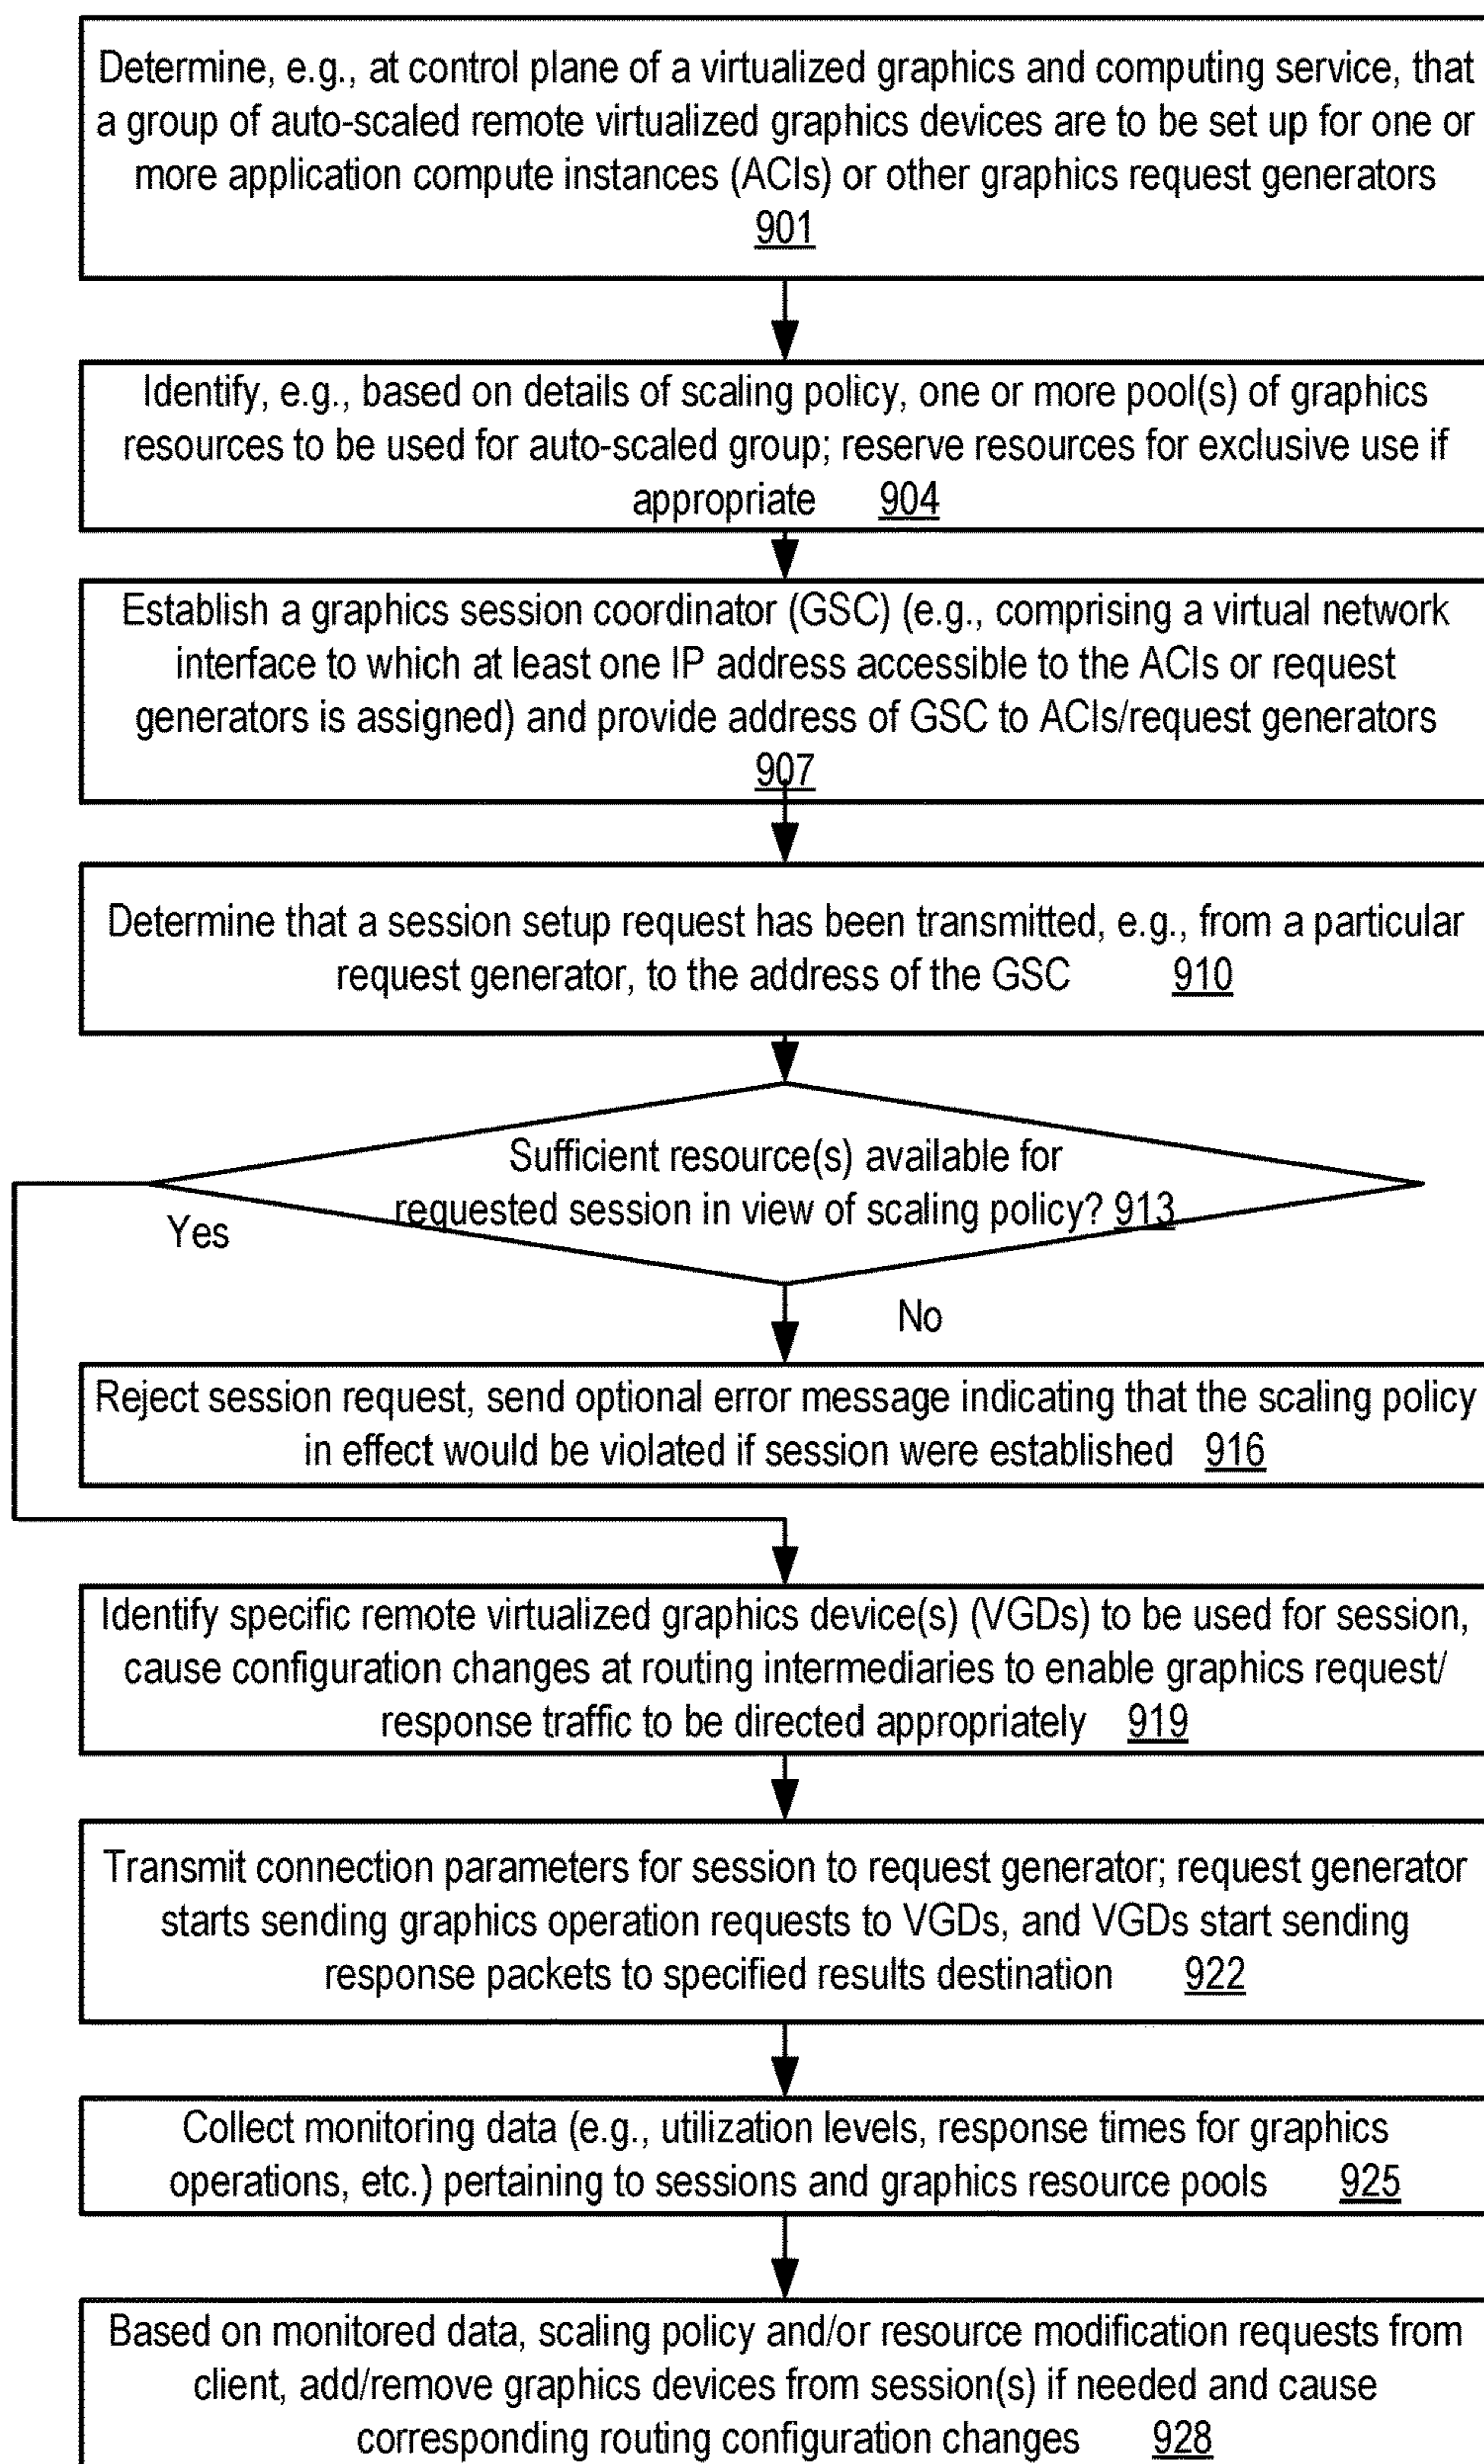 Determine, e.g., at control plane of a virtualized graphics and computing service, that
a group of auto-scaled remote virtualized graphics devices are to be set up for one or
more application compute instances (ACIs) or other graphics request generators
901
Identify, e.g., based on details of scaling policy, one or more pool(s) of graphics
resources to be used for auto-scaled group; reserve resources for exclusive use if
appropriate 904
Establish a graphics session coordinator (GSC) (e.g., comprising a virtual network
interface to which at least one IP address accessible to the ACIs or request
generators is assigned) and provide address of GSC to ACIs/request generators
907
Determine that a session setup request has been transmitted, e.g., from a particular
request generator, to the address of the GSC 910
Sufficient resource(s) available for
requested session in view of scaling policy? 913
Yes
No
Reject session request, send optional error message indicating that the scaling policy
in effect would be violated if session were established 916
Identify specific remote virtualized graphics device(s) (VGDs) to be used for session,
cause configuration changes at routing intermediaries to enable graphics request/
response traffic to be directed appropriately 919
Transmit connection parameters for session to request generator; request generator
starts sending graphics operation requests to VGDs, and VGDs start sending
response packets to specified results destination 922
Collect monitoring data (e.g., utilization levels, response times for graphics
operations, etc.) pertaining to sessions and graphics resource pools 925
Based on monitored data, scaling policy and/or resource modification requests from
client, add/remove graphics devices from session(s) if needed and cause
corresponding routing configuration changes 928